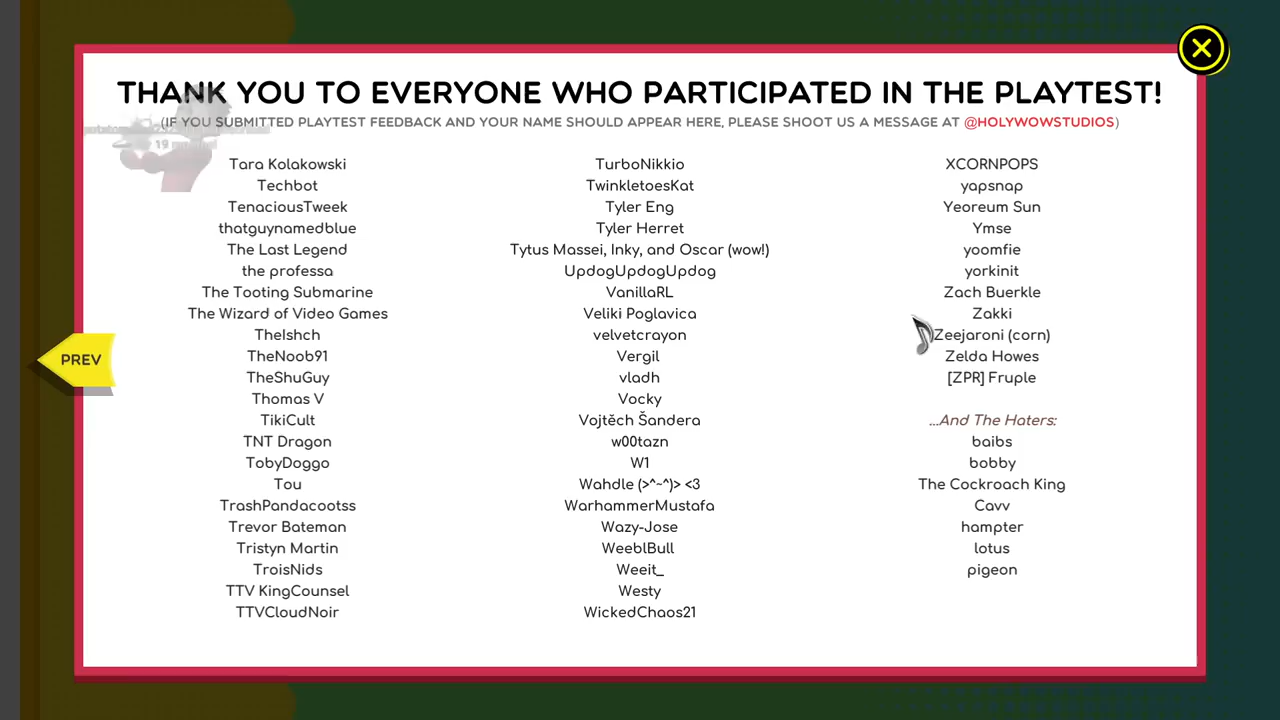 THANK YOU TO EVERYONE WHO PARTICIPATED IN THE PLAYTEST!
(IF YOU SUBMITTED PLAYTEST FEEDBACK AND YOUR NAME SHOULD APPEAR HERE, PLEASE SHOOT US A MESSAGE AT @HOLYWOWSTUDIOS)
Tara Kolakowski
Techbot
TenaciousTweek
thatguynamedblue
The Last Legend
the professa
The Tooting Submarine
The Wizard of Video Games
TheIshch
TheNoob91
TheShuGuy
Thomas V
TikiCult
TNT Dragon
TobyDoggo
Tou
TrashPandacootss
Trevor Bateman
Tristyn Martin
TroisNids
TTV KingCounsel
TTVCloudNoir
TurboNikkio
TwinkletoesKat
Tyler Eng
Tyler Herret
Tytus Massei, Inky, and Oscar (wow!)
UpdogUpdogUpdog
VanillaRL
Veliki Poglavica
velvetcrayon
Vergil
vladh
Vocky
Vojtěch Šandera
w00tazn
W1
Wahdle (>^~^)> <3
WarhammerMustafa
Wazy-Jose
WeeblBull
Weeit_
Westy
WickedChaos21
XCORNPOPS
yapsnap
Yeoreum Sun
Ymse
yoomfie
yorkinit
Zach Buerkle
Zakki
Zeejaroni (corn)
Zelda Howes
[ZPR] Fruple
...And The Haters:
baibs
bobby
The Cockroach King
Cavv
hampter
lotus
pigeon
PREV